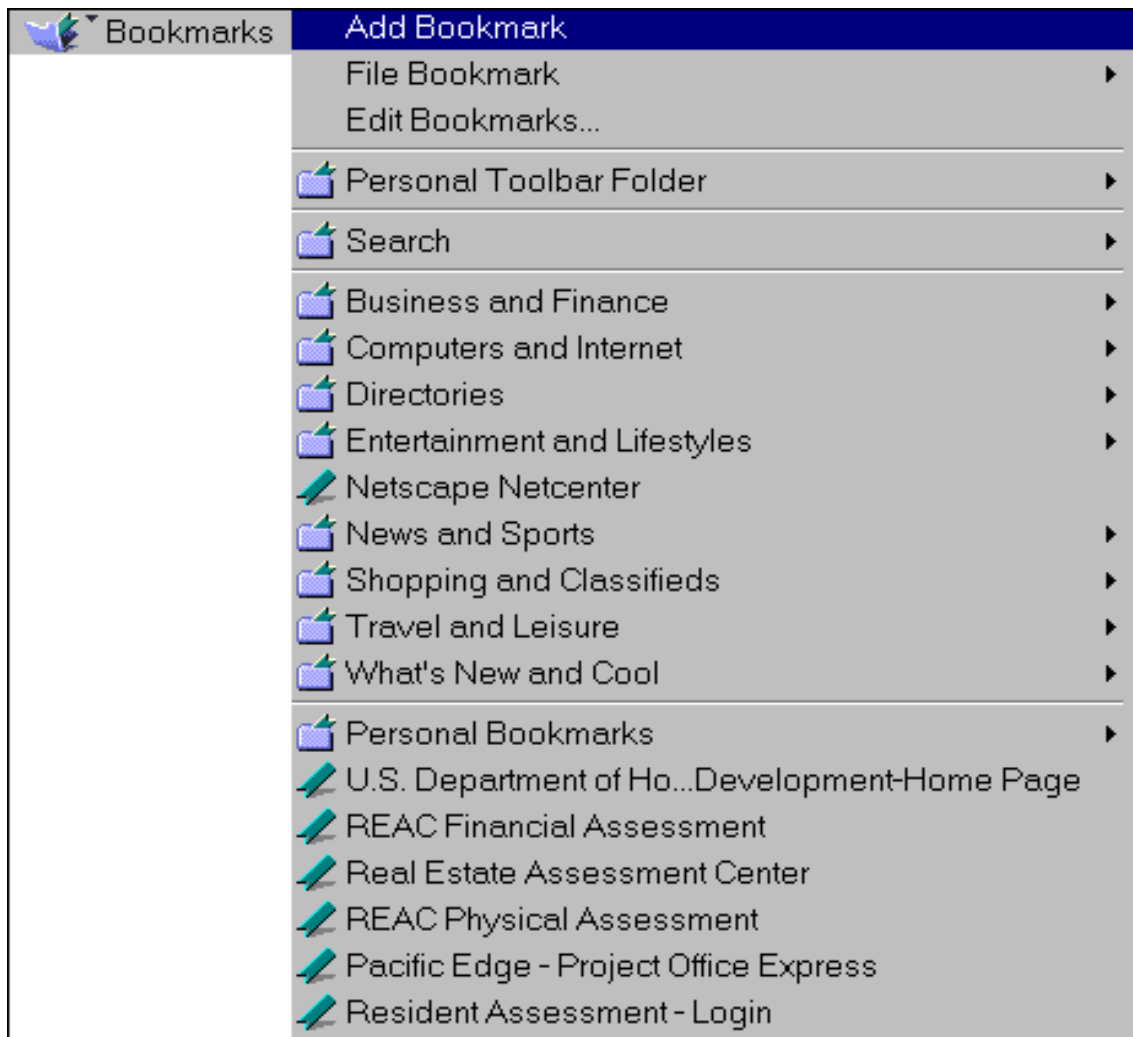 Bookmarks
Add Bookmark
File Bookmark
Edit Bookmarks...
Personal Toolbar Folder
Search
Business and Finance
Computers and Internet
Directories
Entertainment and Lifestyles
Netscape Netcenter
News and Sports
Shopping and Classifieds
Travel and Leisure
What's New and Cool
Personal Bookmarks
U.S. Department of Ho...Development-Home Page
REAC Financial Assessment
Real Estate Assessment Center
REAC Physical Assessment
Pacific Edge - Project Office Express
Resident Assessment - Login